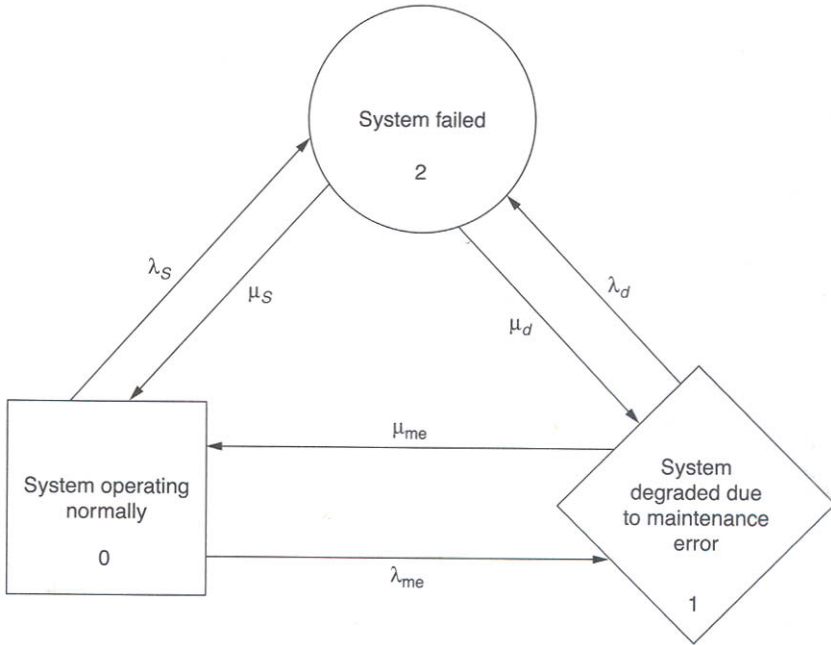 System failed
2
λS
μS
λd
μd
μme
System operating
normally
0
System
degraded due
to maintenance
error
1
λme